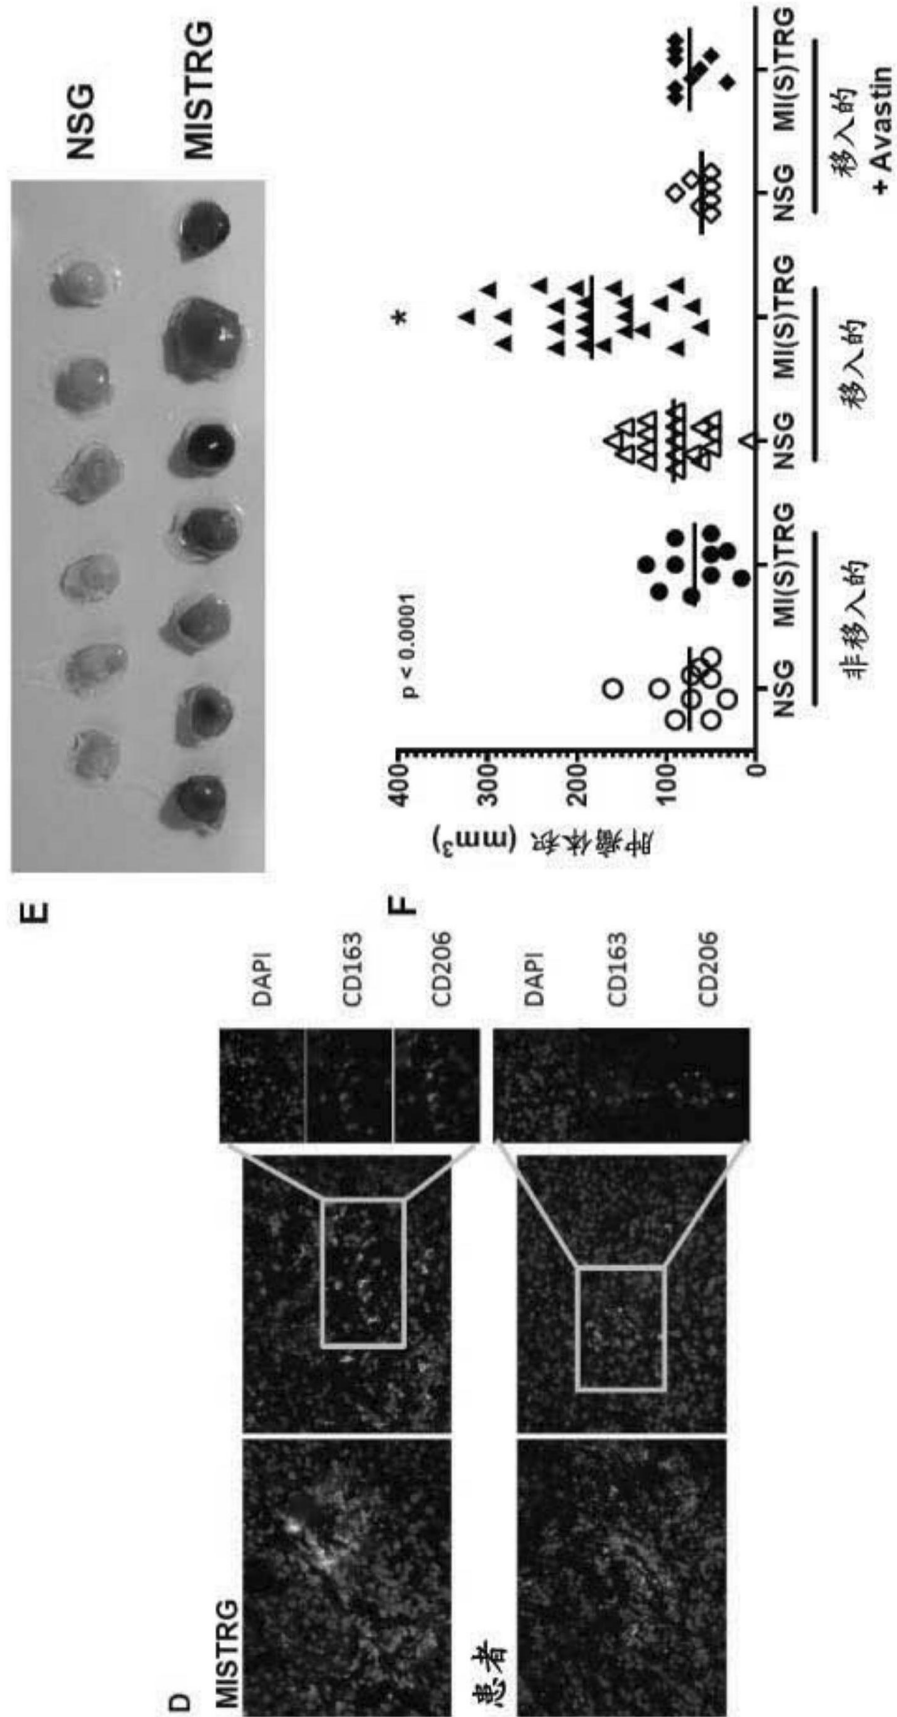 D
MISTRG
DAPI
CD163
CD206
患者
DAPI
CD163
CD206
E
NSG
MISTRG
F
肿瘤体积 (mm³)
400
300
200
100
0
p < 0.0001
*
NSG
MI(S)TRG
NSG
MI(S)TRG
NSG
MI(S)TRG
非移入的
移入的
移入的
+ Avastin